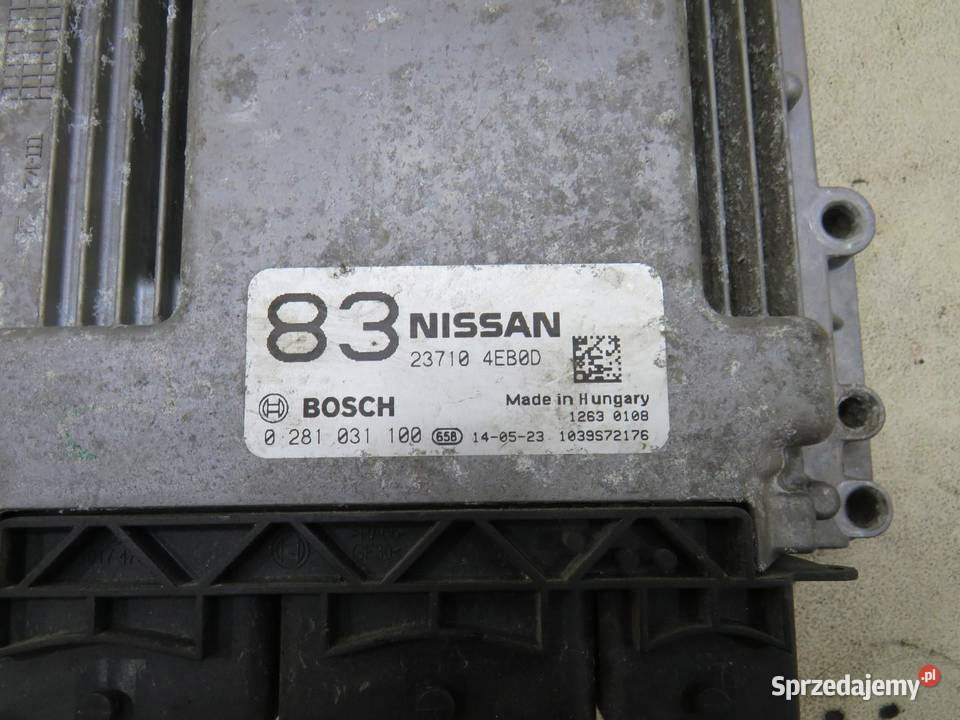 83 NISSAN
23710 4EB0D
BOSCH
Made in Hungary
1263 0108
0 281 031 100 658 14-05-23 1039S72176
Sprzedajemy.pl